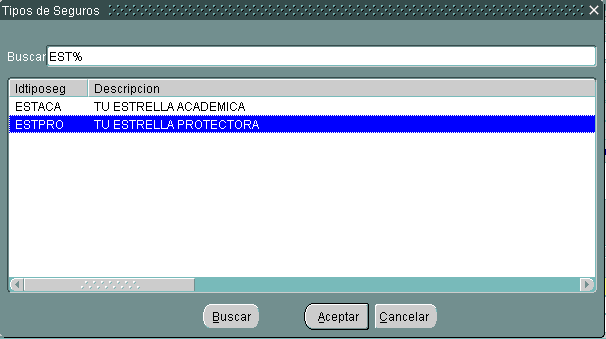 Tipos de Seguros
Buscar EST%
Idtiposeg Descripcion
ESTACA TU ESTRELLA ACADEMICA
ESTPRO TU ESTRELLA PROTECTORA
Buscar Aceptar Cancelar